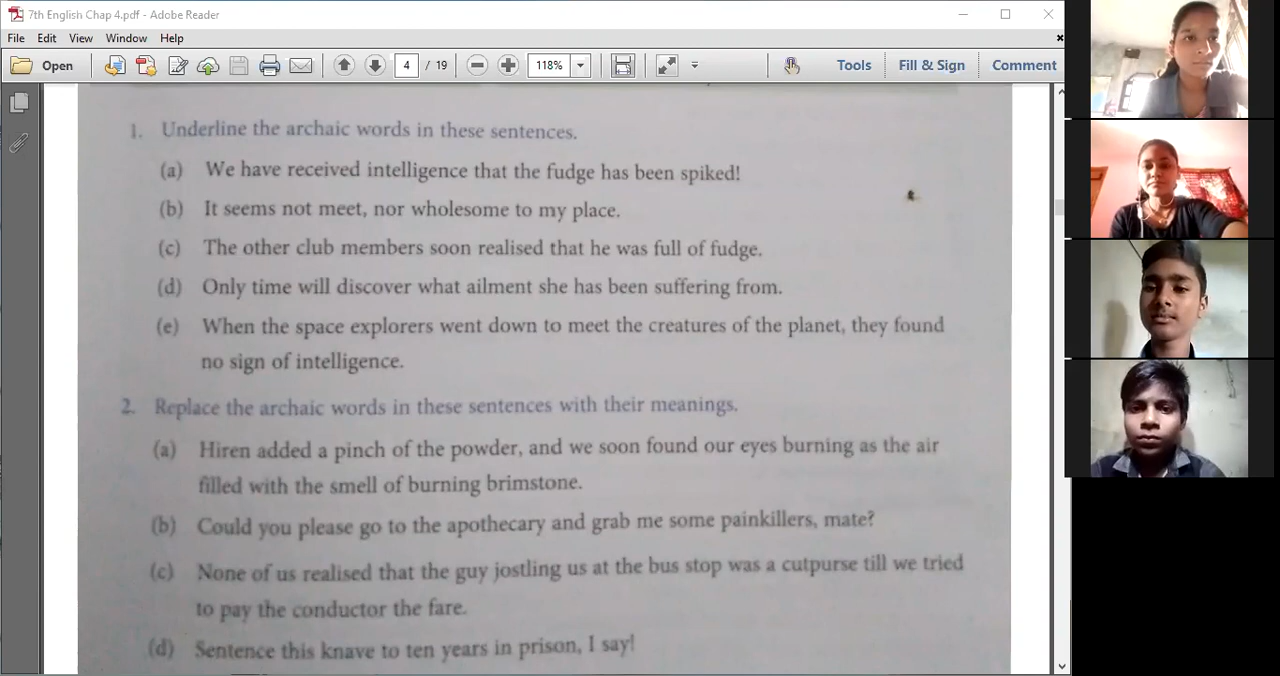 7th English Chap 4.pdf - Adobe Reader
File Edit View Window Help
Open 4 / 19 118% Tools Fill & Sign Comment
1. Underline the archaic words in these sentences.
(a) We have received intelligence that the fudge has been spiked!
(b) It seems not meet, nor wholesome to my place.
(c) The other club members soon realised that he was full of fudge.
(d) Only time will discover what ailment she has been suffering from.
(e) When the space explorers went down to meet the creatures of the planet, they found
no sign of intelligence.
2. Replace the archaic words in these sentences with their meanings.
(a) Hiren added a pinch of the powder, and we soon found our eyes burning as the air
filled with the smell of burning brimstone.
(b) Could you please go to the apothecary and grab me some painkillers, mate?
(c) None of us realised that the guy jostling us at the bus stop was a cutpurse till we tried
to pay the conductor the fare.
(d) Sentence this knave to ten years in prison, I say!